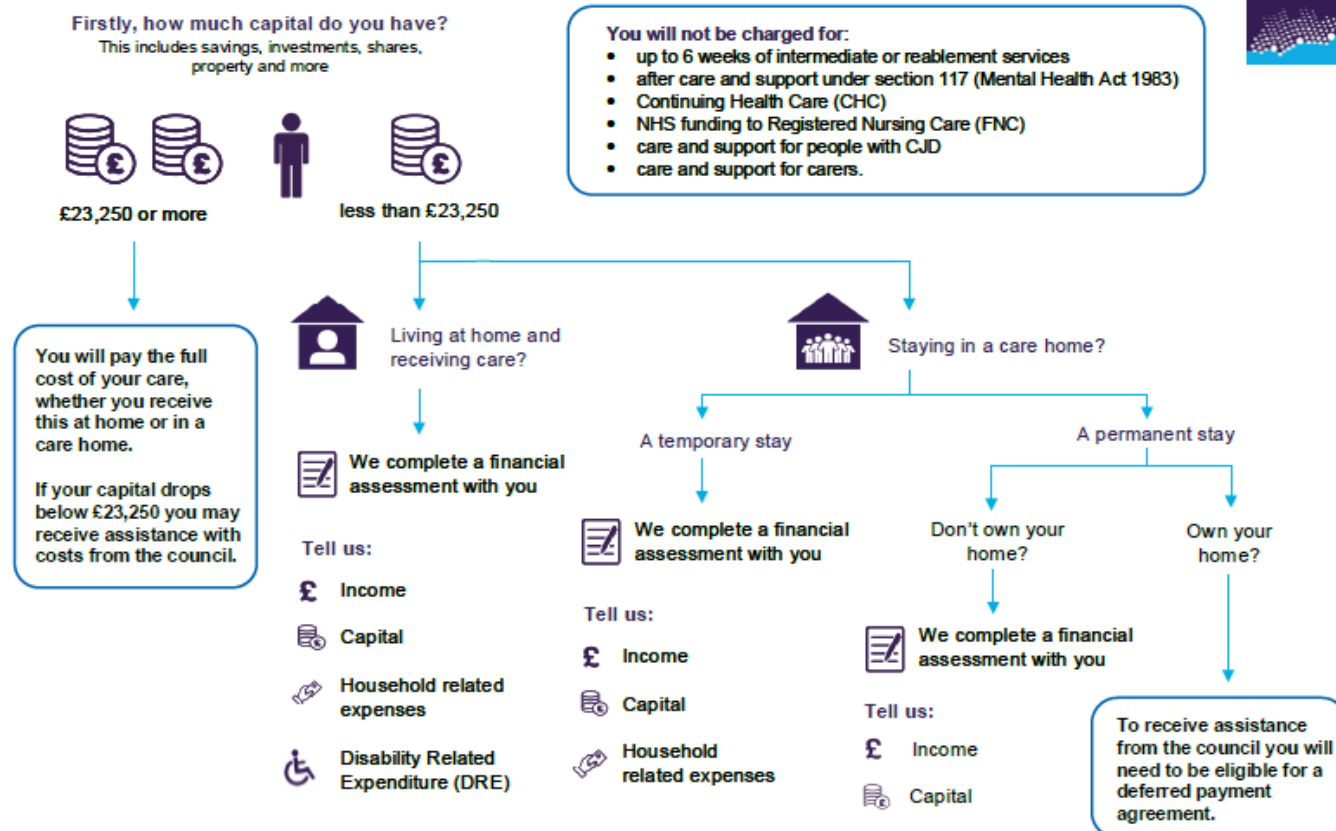 Firstly, how much capital do you have?
This includes savings, investments, shares,
property and more
£23,250 or more
less than £23,250
You will not be charged for:
• up to 6 weeks of intermediate or reablement services
• after care and support under section 117 (Mental Health Act 1983)
• Continuing Health Care (CHC)
• NHS funding to Registered Nursing Care (FNC)
• care and support for people with CJD
• care and support for carers.
You will pay the full
cost of your care,
whether you receive
this at home or in a
care home.
If your capital drops
below £23,250 you may
receive assistance with
costs from the council.
Living at home and
receiving care?
We complete a financial
assessment with you
Tell us:
£ Income
Capital
Household related
expenses
Disability Related
Expenditure (DRE)
Staying in a care home?
A temporary stay
We complete a financial
assessment with you
Tell us:
£ Income
Capital
Household
related expenses
A permanent stay
Don't own your
home?
We complete a financial
assessment with you
Tell us:
£ Income
Capital
Own your
home?
To receive assistance
from the council you will
need to be eligible for a
deferred payment
agreement.